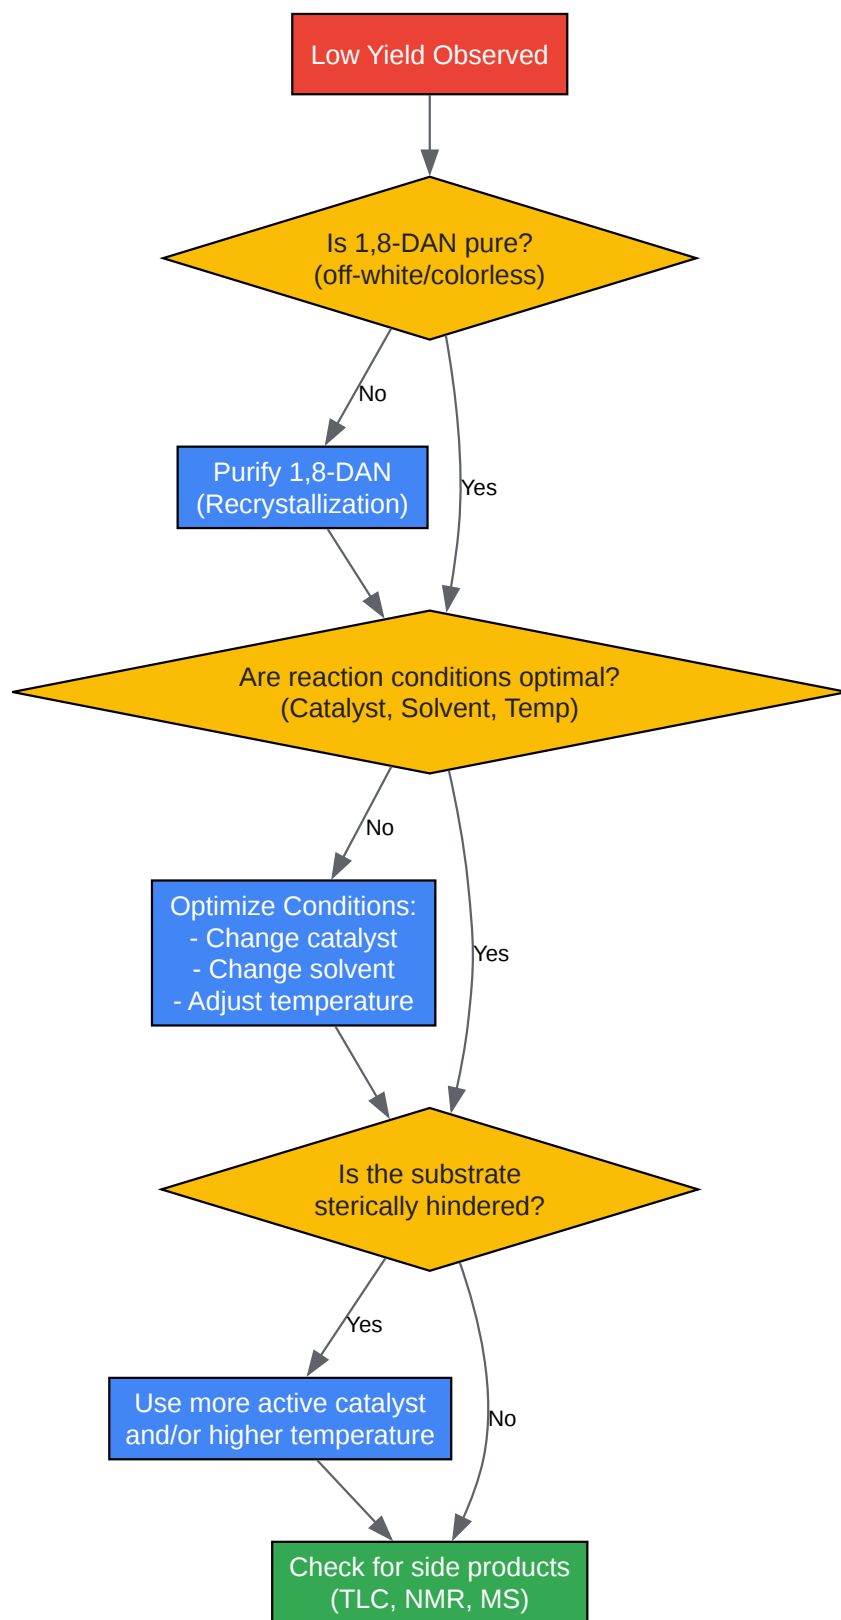 Low Yield Observed
Is 1,8-DAN pure?
(off-white/colorless)
No
Purify 1,8-DAN
(Recrystallization)
Yes
Are reaction conditions optimal?
(Catalyst, Solvent, Temp)
No
Optimize Conditions:
- Change catalyst
- Change solvent
- Adjust temperature
Yes
Is the substrate
sterically hindered?
Yes
Use more active catalyst
and/or higher temperature
No
Check for side products
(TLC, NMR, MS)